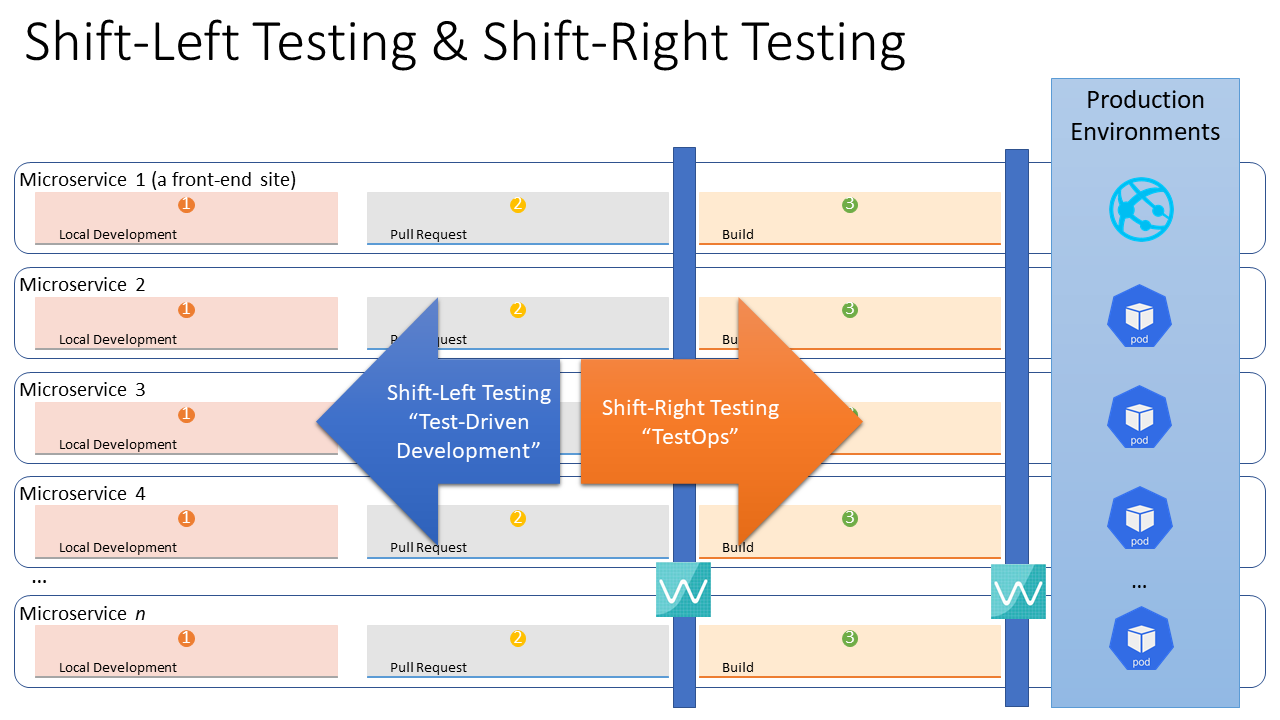 Shift-Left Testing & Shift-Right Testing
Production
Environments
Microservice 1 (a front-end site)
1
2
3
Local Development
Pull Request
Build
Microservice 2
1
2
3
Local Development
Pull Request
Build
pod
Microservice 3
1
Local Development
Shift-Left Testing
“Test-Driven
Development”
Shift-Right Testing
“TestOps”
pod
Microservice 4
1
2
3
Local Development
Pull Request
Build
pod
...
...
Microservice n
1
2
3
Local Development
Pull Request
Build
pod